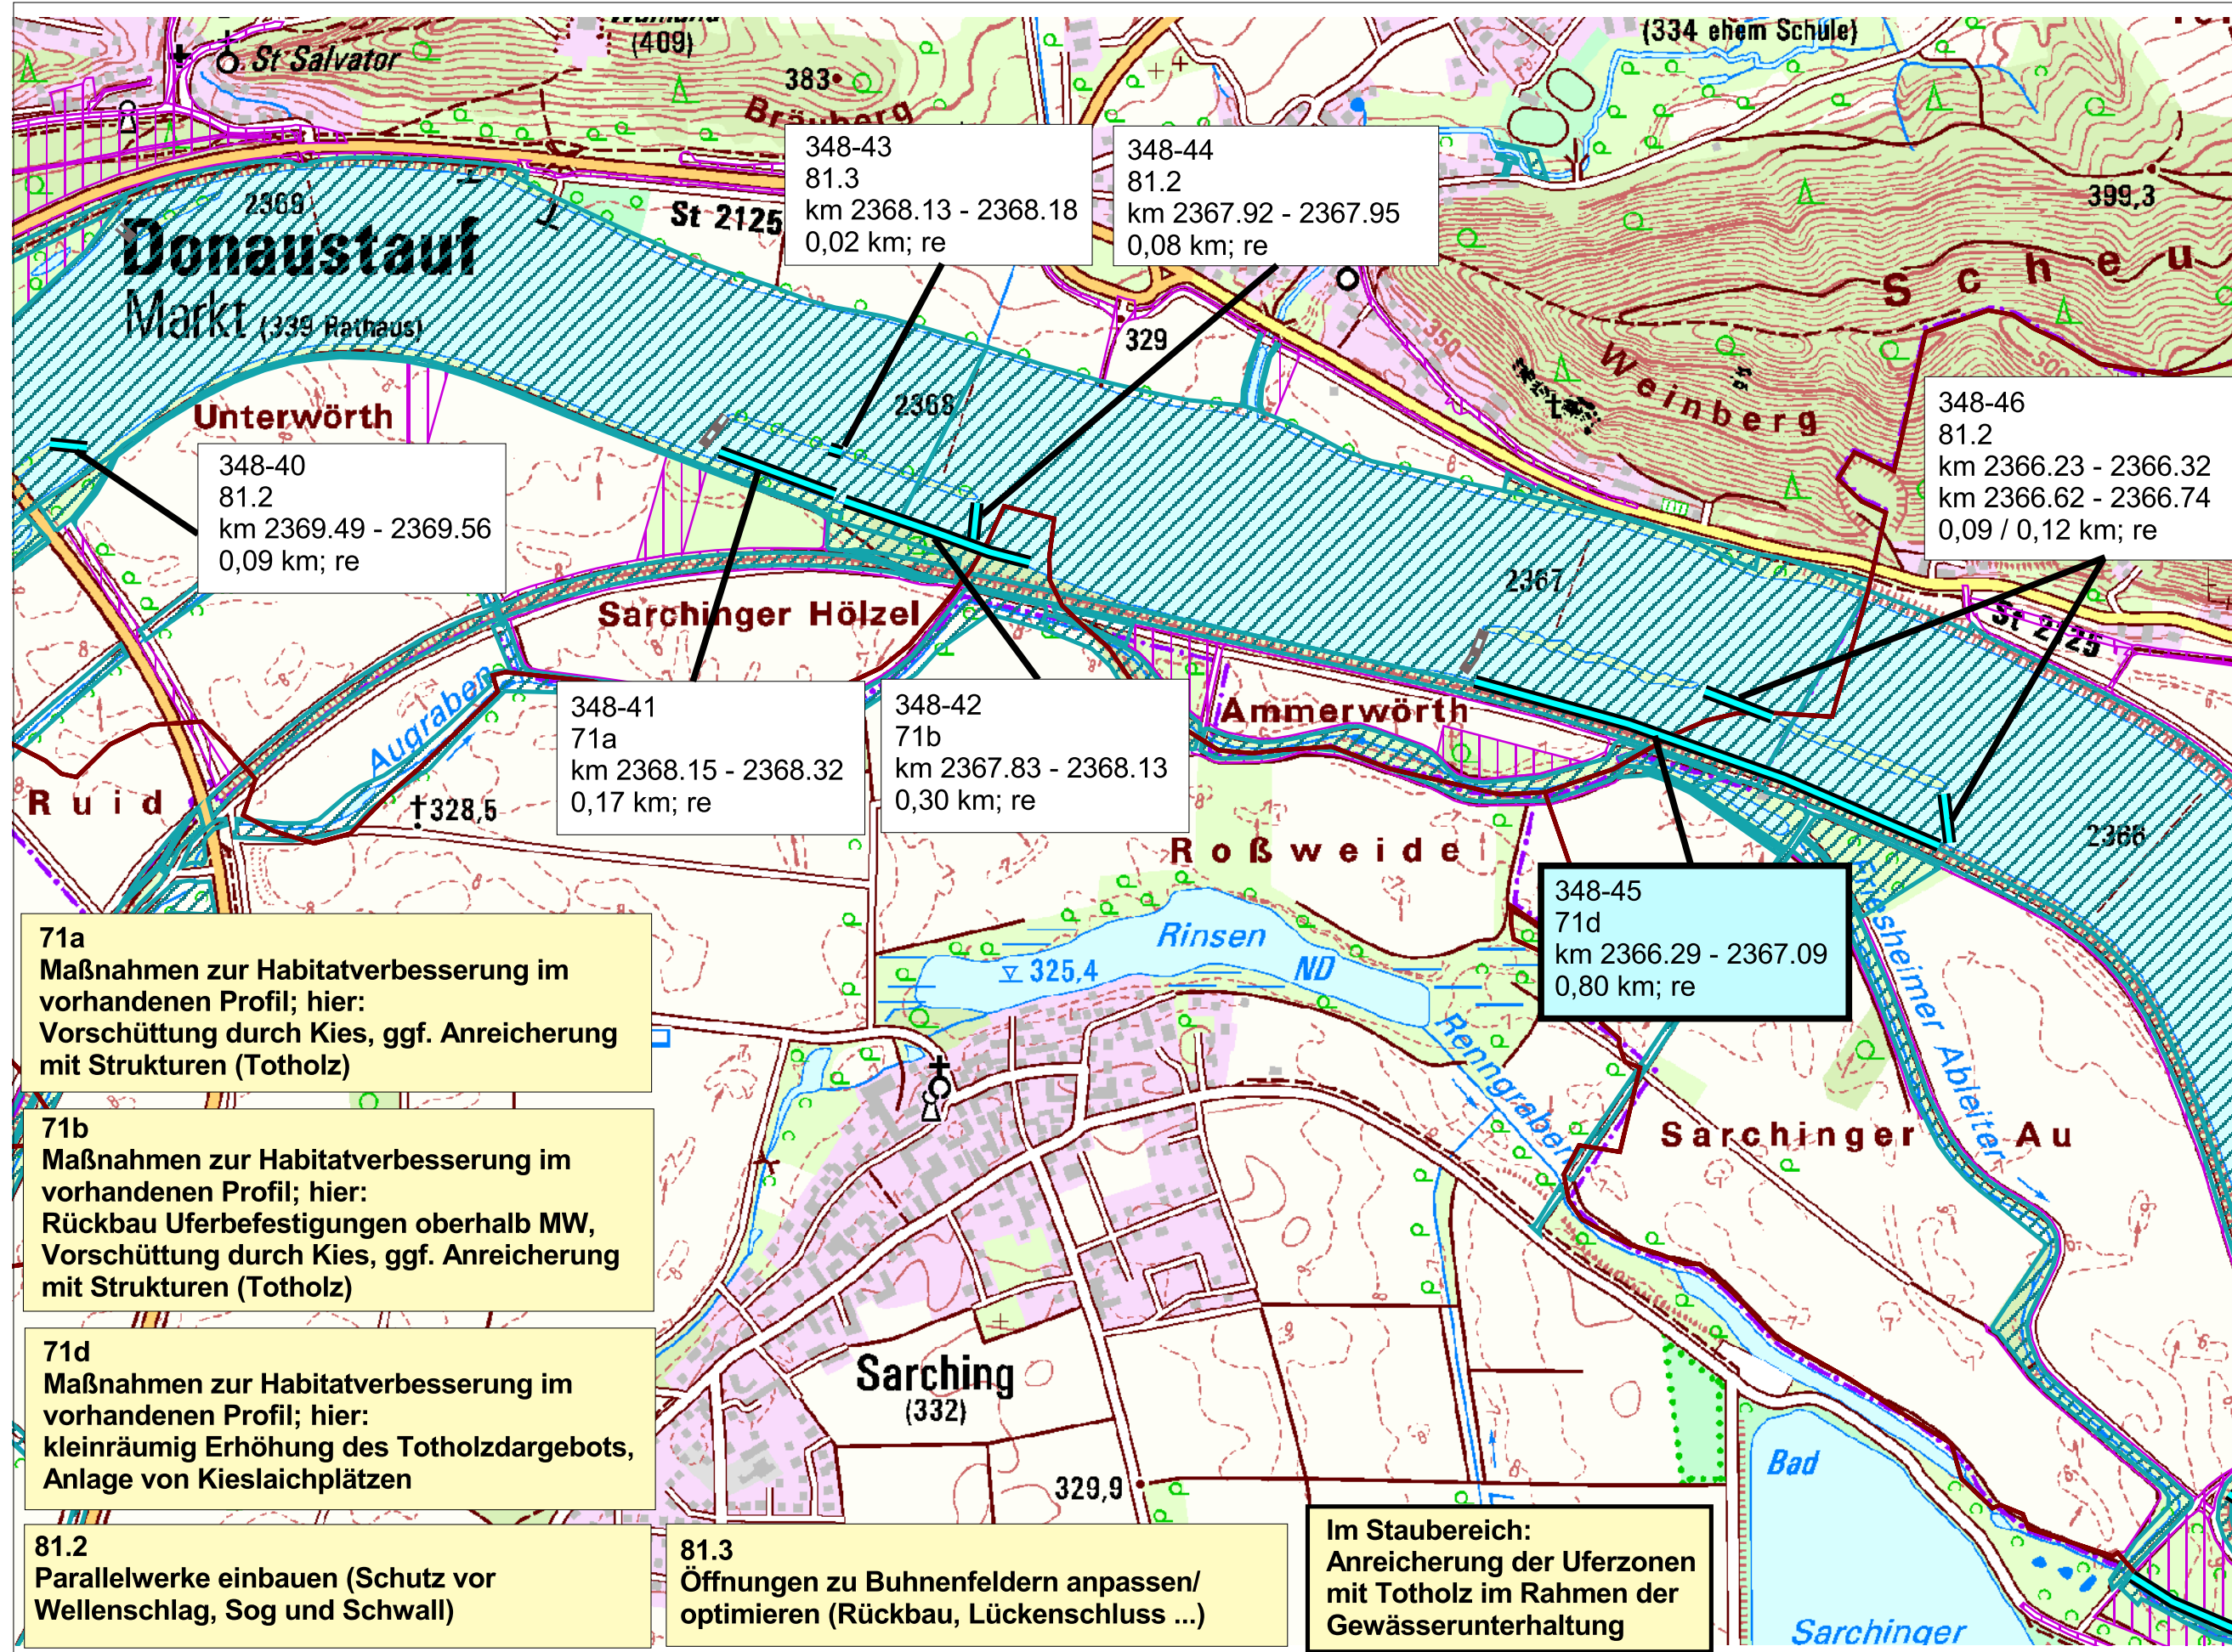 (409)
St Salvator
383
Bräuberg
(334 ehem Schule)
399,3
2369
Donaustauf
Markt (339 Rathaus)
St 2125
348-43
81.3
km 2368.13 - 2368.18
0,02 km; re
348-44
81.2
km 2367.92 - 2367.95
0,08 km; re
329
350
Scheu
500
Weinberg
Unterwörth
2368
348-46
81.2
km 2366.23 - 2366.32
km 2366.62 - 2366.74
0,09 / 0,12 km; re
348-40
81.2
km 2369.49 - 2369.56
0,09 km; re
2367
Sarchinger Hölzel
St 2125
Augraben
348-41
71a
km 2368.15 - 2368.32
0,17 km; re
348-42
71b
km 2367.83 - 2368.13
0,30 km; re
Ammerwörth
Ruid
328,5
2366
Roßweide
348-45
71d
km 2366.29 - 2367.09
0,80 km; re
Rinsen
ND
325,4
Renngraben
Ableiter
Sarchinger Au
71a
Maßnahmen zur Habitatverbesserung im
vorhandenen Profil; hier:
Vorschüttung durch Kies, ggf. Anreicherung
mit Strukturen (Totholz)
71b
Maßnahmen zur Habitatverbesserung im
vorhandenen Profil; hier:
Rückbau Uferbefestigungen oberhalb MW,
Vorschüttung durch Kies, ggf. Anreicherung
mit Strukturen (Totholz)
71d
Maßnahmen zur Habitatverbesserung im
vorhandenen Profil; hier:
kleinräumig Erhöhung des Totholzdargebots,
Anlage von Kieslaichplätzen
Sarching
(332)
329,9
Bad
81.2
Parallelwerke einbauen (Schutz vor
Wellenschlag, Sog und Schwall)
81.3
Öffnungen zu Buhnenfeldern anpassen/
optimieren (Rückbau, Lückenschluss ...)
Im Staubereich:
Anreicherung der Uferzonen
mit Totholz im Rahmen der
Gewässerunterhaltung
Sarchinger